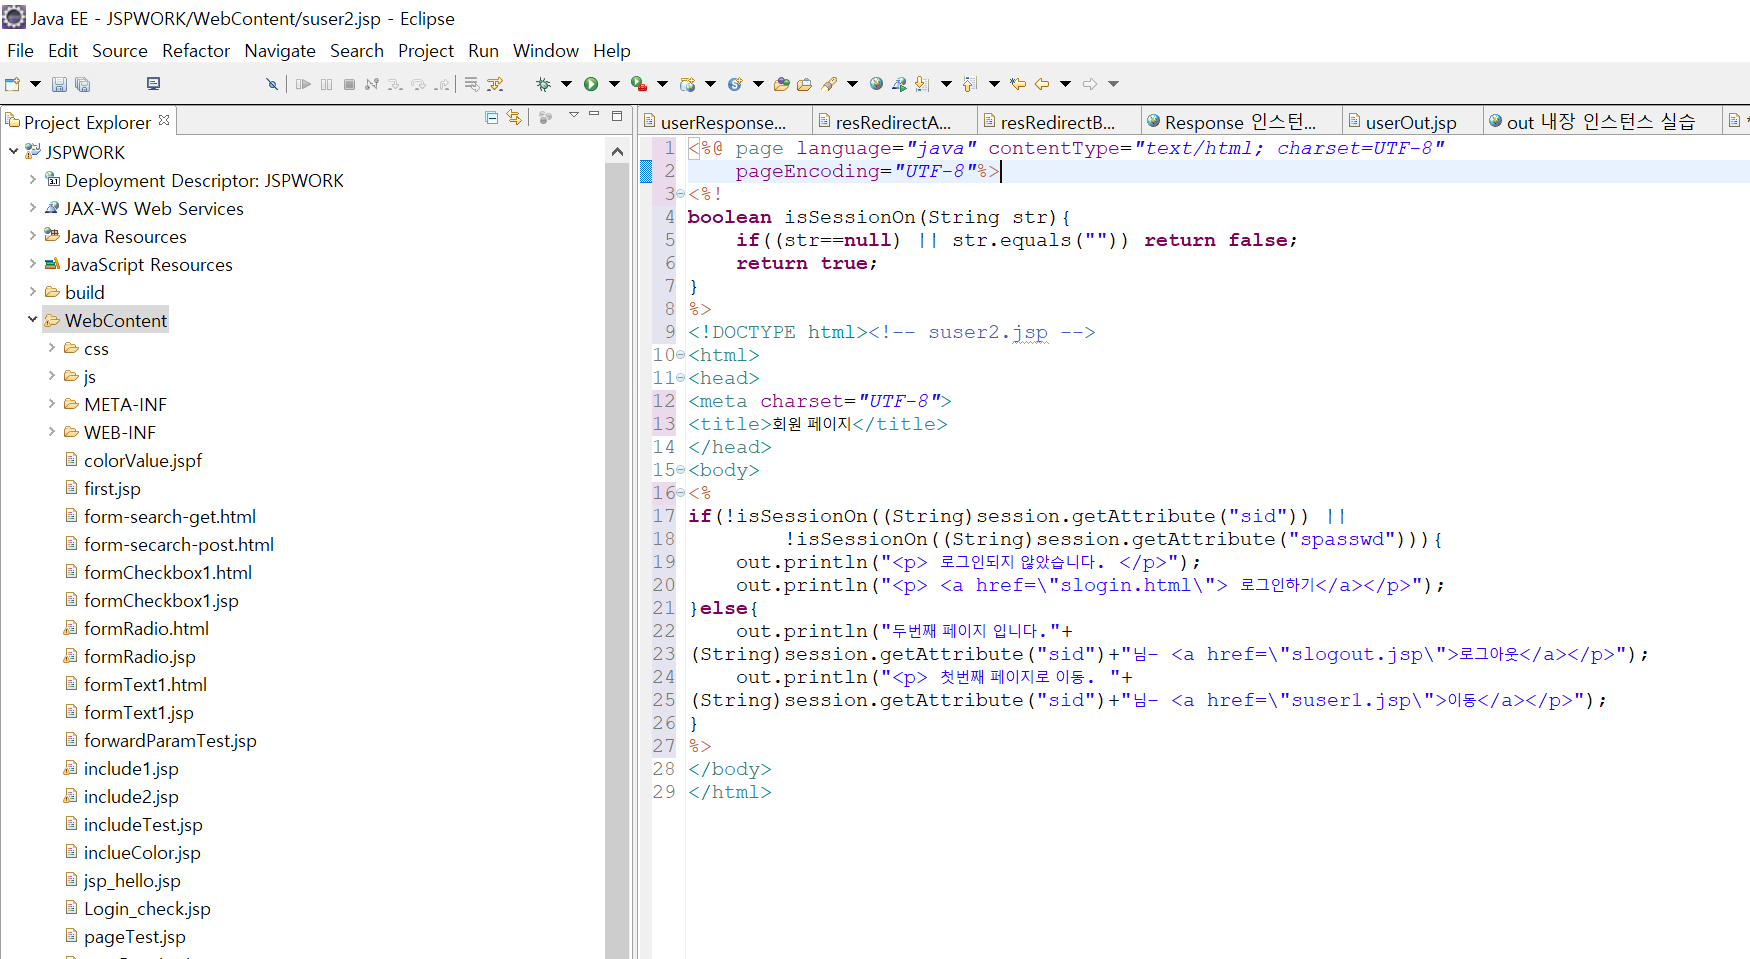 Java EE - JSPWORK/WebContent/suser2.jsp - Eclipse
File Edit Source Refactor Navigate Search Project Run Window Help
Project Explorer
userResponse... resRedirectA... resRedirectB... Response 인스턴... userOut.jsp out 내장 인스턴스 실습
JSPWORK
Deployment Descriptor: JSPWORK
JAX-WS Web Services
Java Resources
JavaScript Resources
build
WebContent
css
js
META-INF
WEB-INF
colorValue.jspf
first.jsp
form-search-get.html
form-secarch-post.html
formCheckbox1.html
formCheckbox1.jsp
formRadio.html
formRadio.jsp
formText1.html
formText1.jsp
forwardParamTest.jsp
include1.jsp
include2.jsp
includeTest.jsp
inclueColor.jsp
jsp_hello.jsp
Login_check.jsp
pageTest.jsp
1 <%@ page language="java" contentType="text/html; charset=UTF-8"
2     pageEncoding="UTF-8"%>
3 <%!
4 boolean isSessionOn(String str){
5     if((str==null) || str.equals("")) return false;
6     return true;
7 }
8 %>
9 <!DOCTYPE html><!-- suser2.jsp -->
10 <html>
11 <head>
12 <meta charset="UTF-8">
13 <title>회원 페이지</title>
14 </head>
15 <body>
16 <%
17 if(!isSessionOn((String)session.getAttribute("sid")) ||
18         !isSessionOn((String)session.getAttribute("spasswd"))){
19     out.println("<p> 로그인되지 않았습니다. </p>");
20     out.println("<p> <a href=\"slogin.html\"> 로그인하기</a></p>");
21 }else{
22     out.println("두번째 페이지 입니다."+
23 (String)session.getAttribute("sid")+"님- <a href=\"slogout.jsp\">로그아웃</a></p>");
24     out.println("<p> 첫번째 페이지로 이동. "+
25 (String)session.getAttribute("sid")+"님- <a href=\"suser1.jsp\">이동</a></p>");
26 }
27 %>
28 </body>
29 </html>